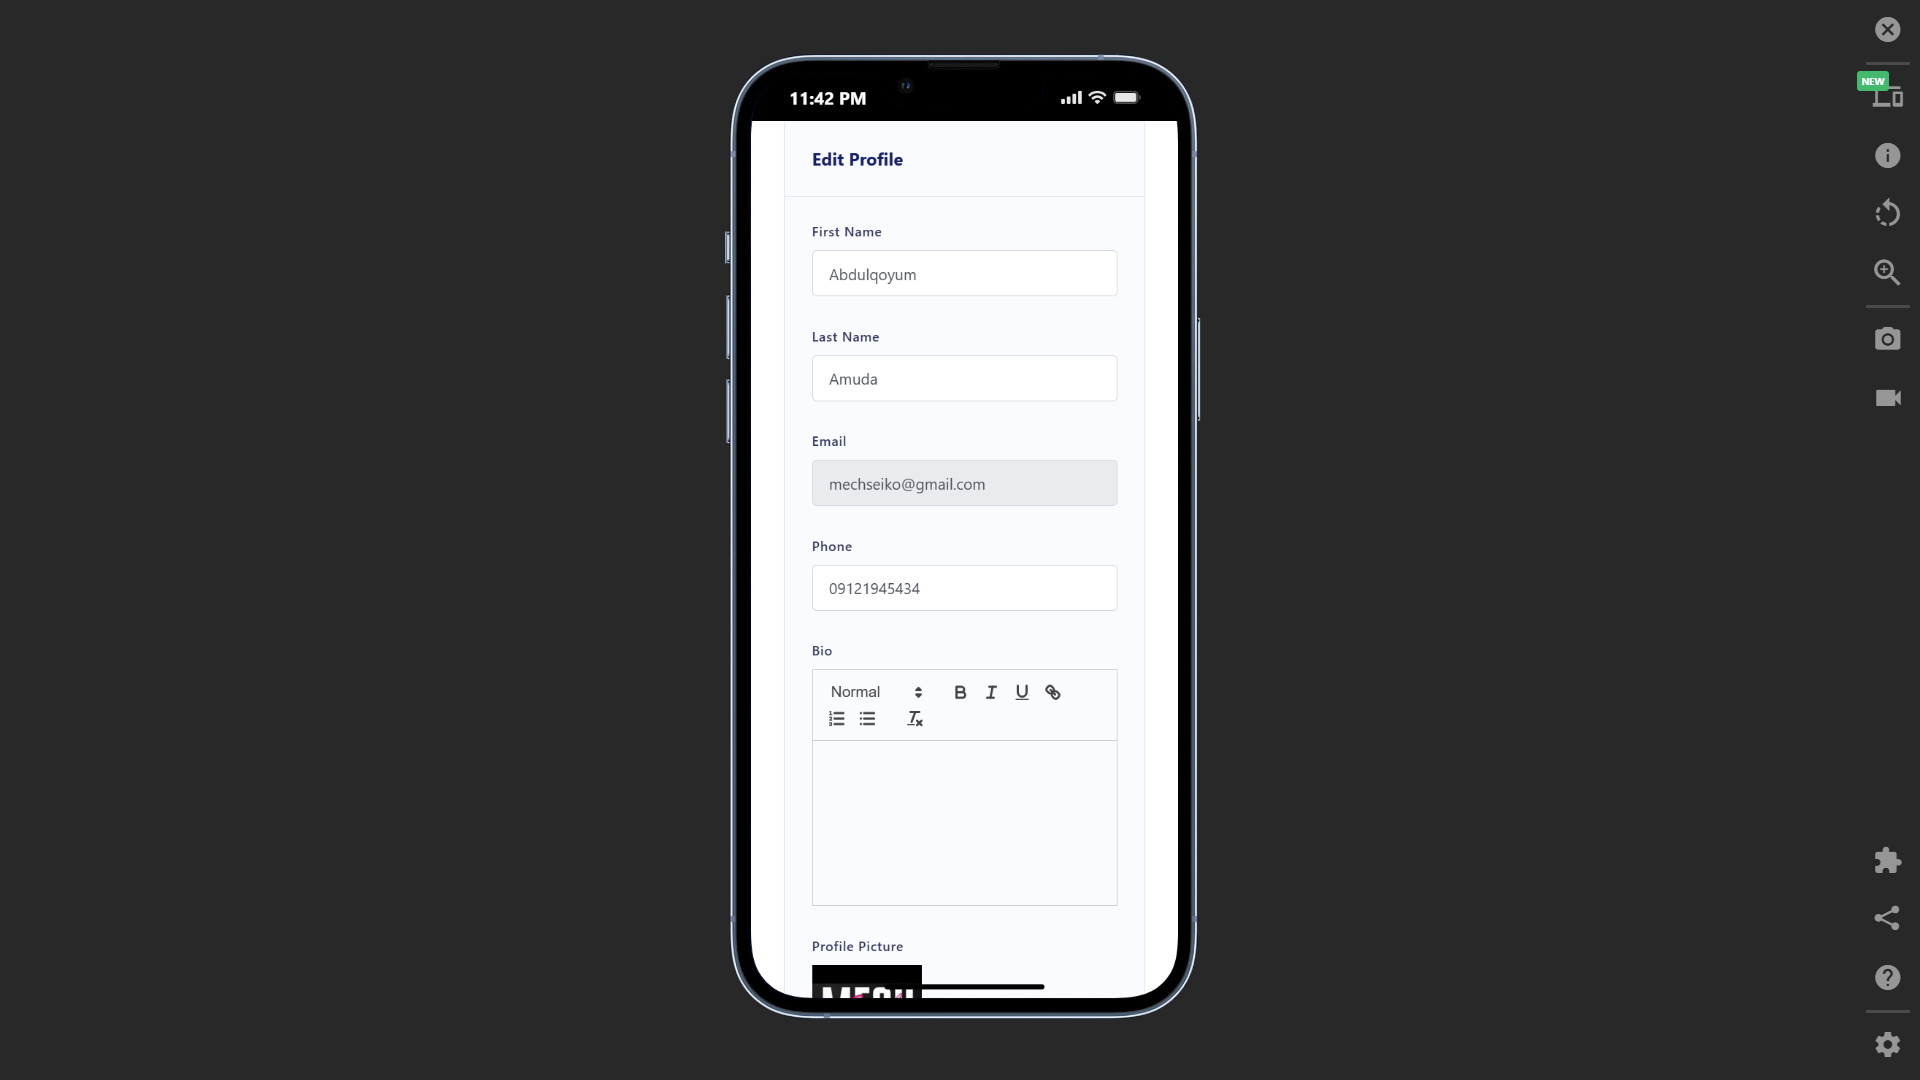 11:42 PM
NEW
Edit Profile
First Name
Abdulqoyum
Last Name
Amuda
Email
mechseiko@gmail.com
Phone
09121945434
Bio
Normal
Profile Picture